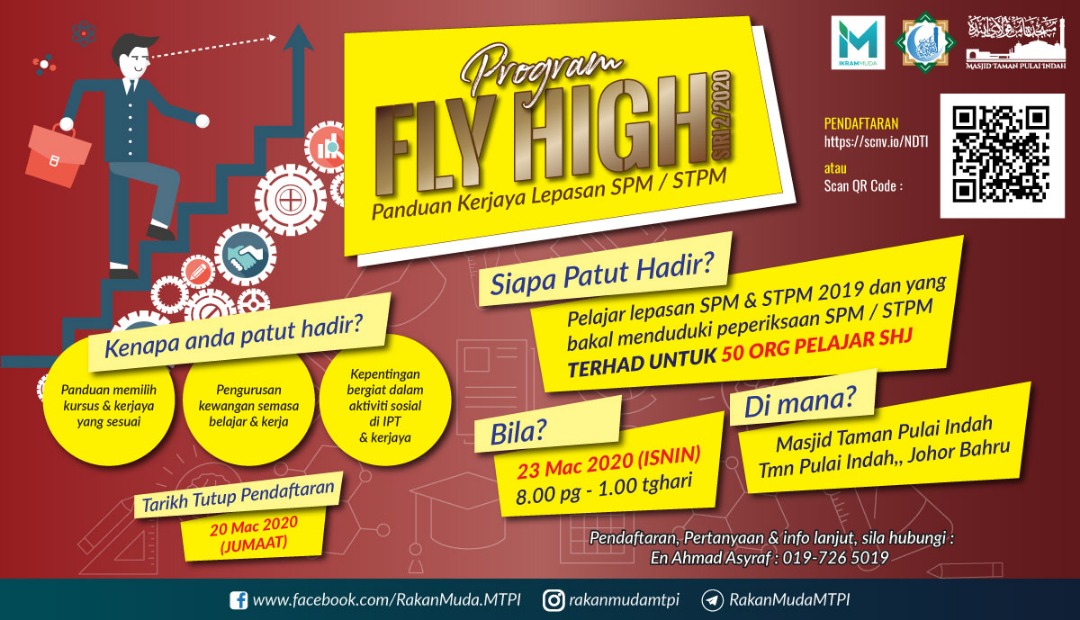 Program
FLY HIGH
SIRI 2/2020
Panduan Kerjaya Lepasan SPM / STPM
IKRAM MUDA
MASJID TAMAN PULAI INDAH
PENDAFTARAN
https://scnv.io/NDTI
atau
Scan QR Code :
Siapa Patut Hadir?
Pelajar lepasan SPM & STPM 2019 dan yang
bakal menduduki peperiksaan SPM / STPM
TERHAD UNTUK 50 ORG PELAJAR SHJ
Kenapa anda patut hadir?
Panduan memilih
kursus & kerjaya
yang sesuai
Pengurusan
kewangan semasa
belajar & kerja
Kepentingan
bergiat dalam
aktiviti sosial
di IPT
& kerjaya
Bila?
23 Mac 2020 (ISNIN)
8.00 pg - 1.00 tghari
Di mana?
Masjid Taman Pulai Indah
Tmn Pulai Indah,, Johor Bahru
Tarikh Tutup Pendaftaran
20 Mac 2020
(JUMAAT)
Pendaftaran, Pertanyaan & info lanjut, sila hubungi :
En Ahmad Asyraf : 019-726 5019
www.facebook.com/RakanMuda.MTPI
rakanmudamtpi
RakanMudaMTPI